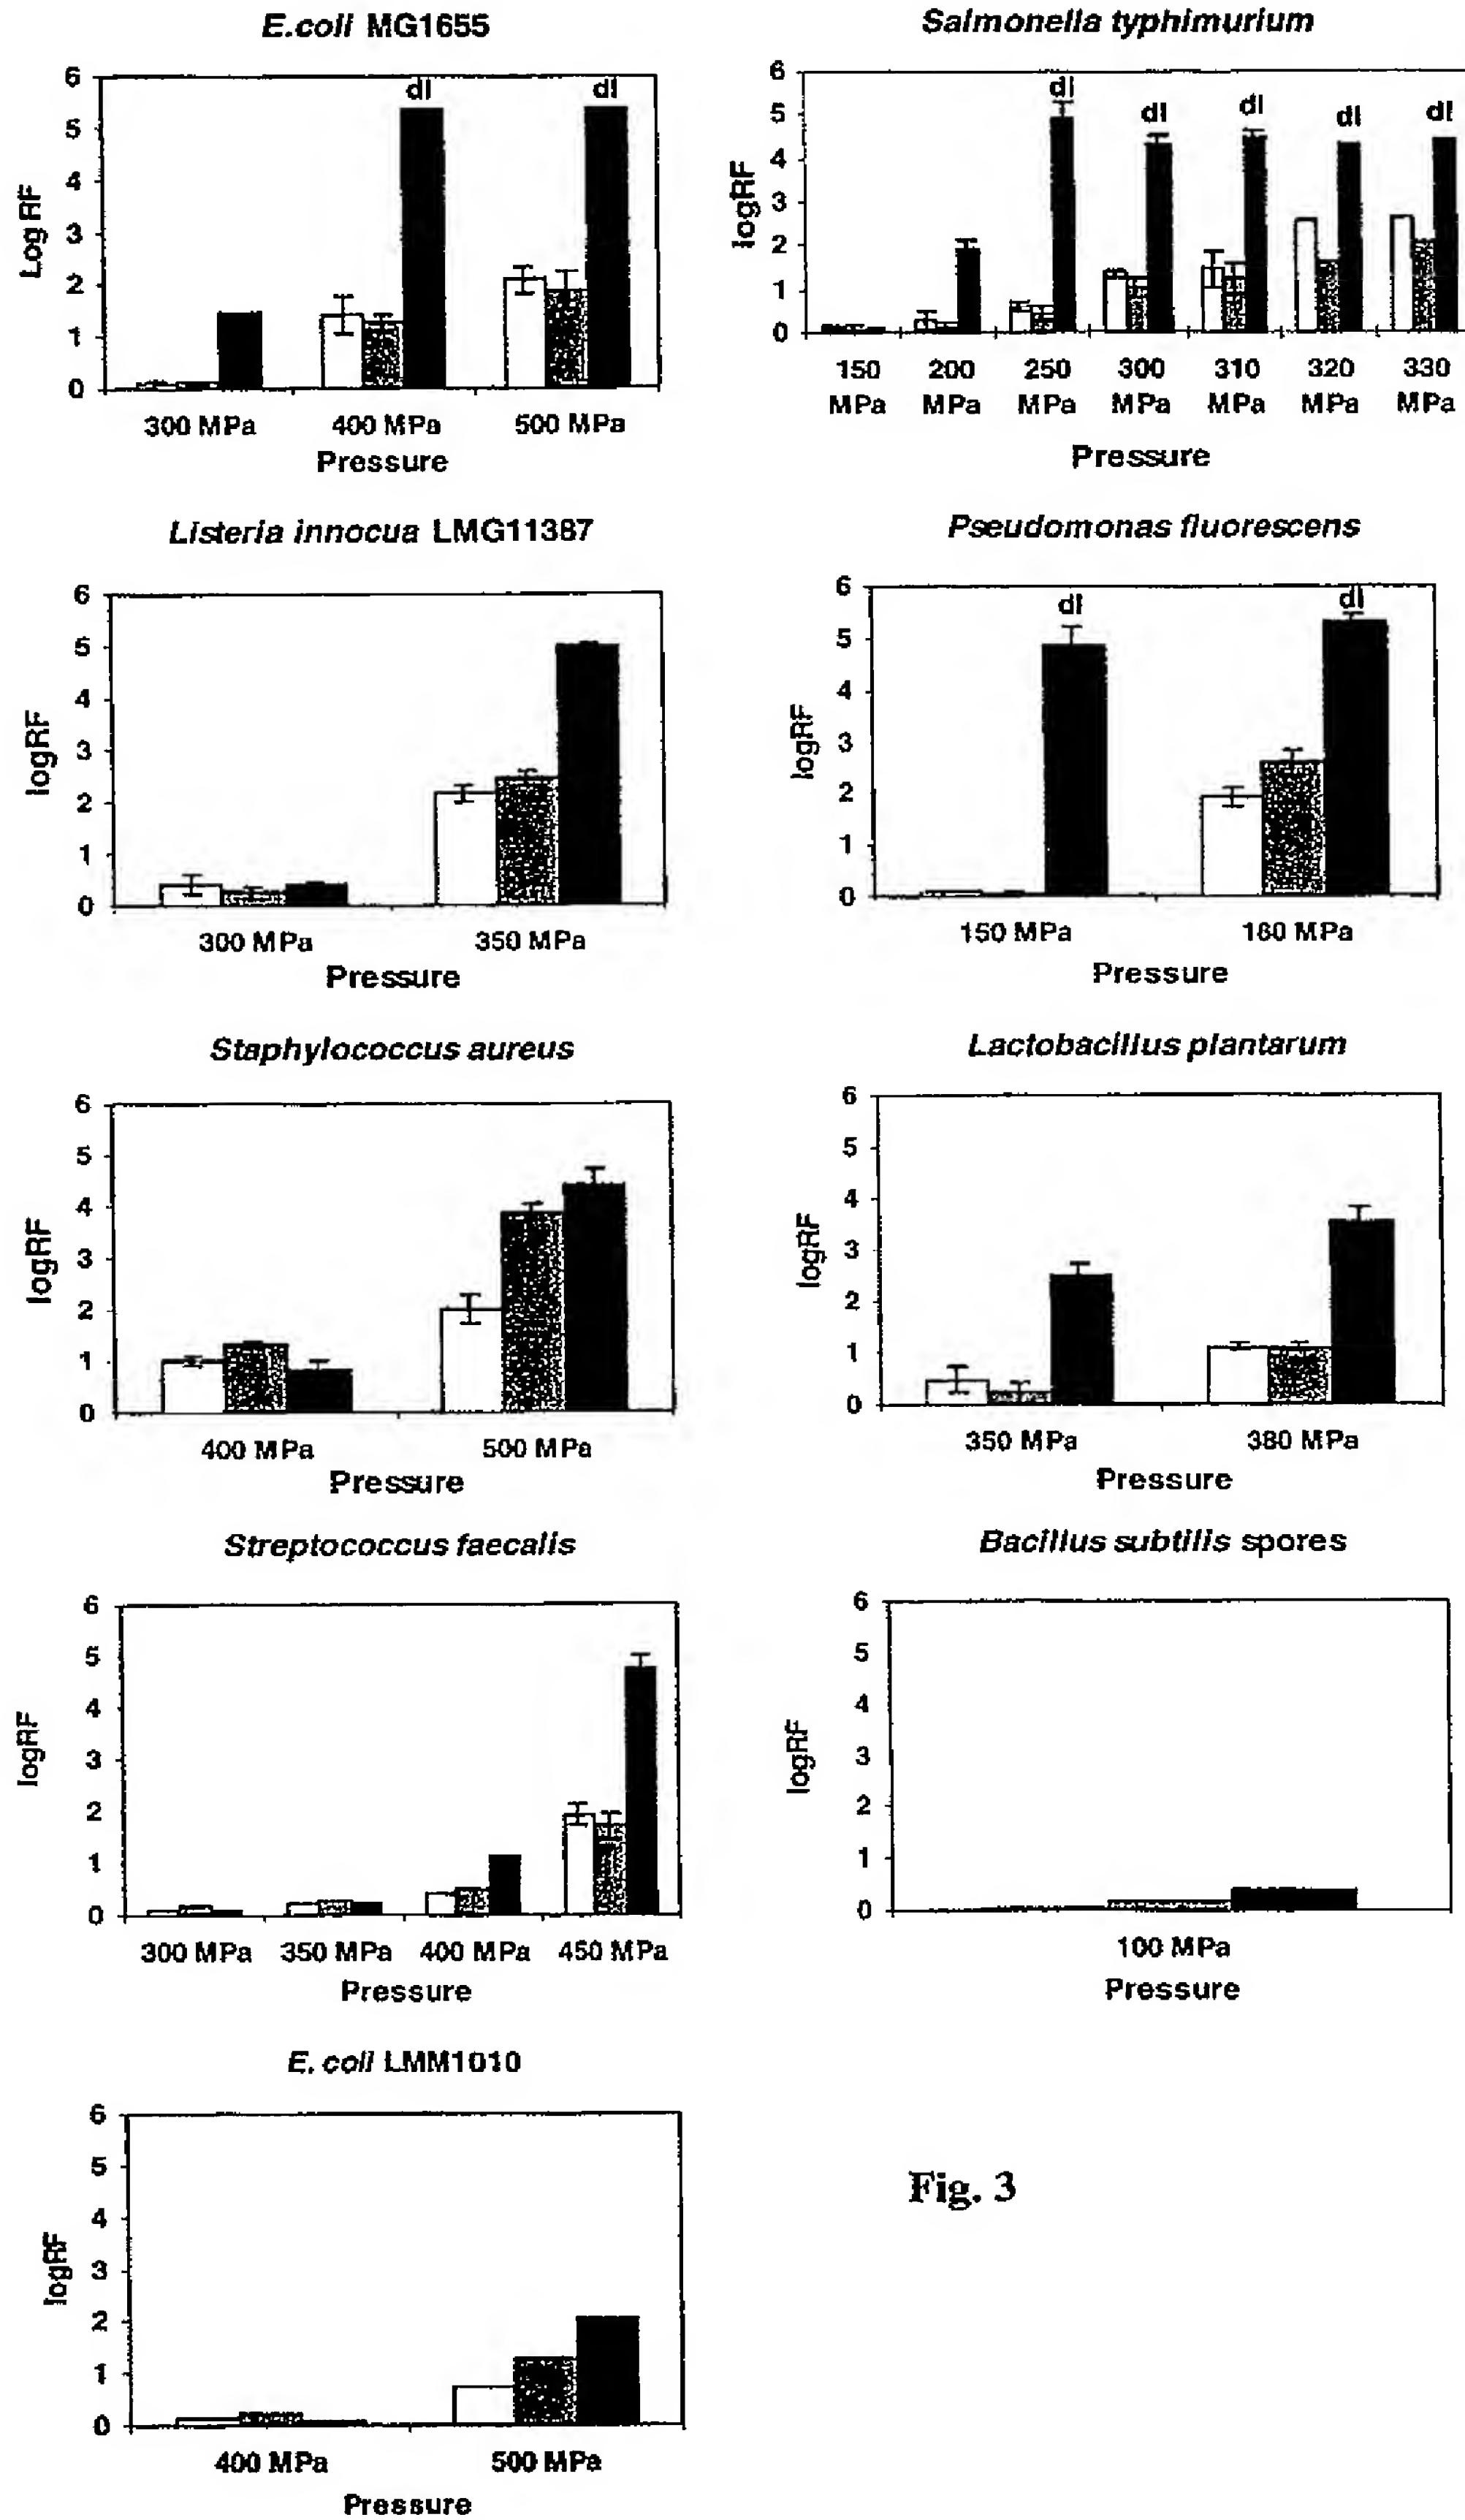 E.coli MG1655
6
5
4
3
2
1
0
Log RF
dl
dl
300 MPa 400 MPa 500 MPa
Pressure
Salmonella typhimurium
6
5
4
3
2
1
0
logRF
dl
dl
dl
dl
dl
150 200 250 300 310 320 330
MPa MPa MPa MPa MPa MPa MPa
Pressure
Listeria innocua LMG11387
6
5
4
3
2
1
0
logRF
300 MPa 350 MPa
Pressure
Pseudomonas fluorescens
6
5
4
3
2
1
0
logRF
dl
dl
150 MPa 180 MPa
Pressure
Staphylococcus aureus
6
5
4
3
2
1
0
logRF
400 MPa 500 MPa
Pressure
Lactobacillus plantarum
6
5
4
3
2
1
0
logRF
350 MPa 380 MPa
Pressure
Streptococcus faecalis
6
5
4
3
2
1
0
logRF
300 MPa 350 MPa 400 MPa 450 MPa
Pressure
Bacillus subtilis spores
6
5
4
3
2
1
0
logRF
100 MPa
Pressure
E. coli LMM1010
6
5
4
3
2
1
0
logRF
400 MPa 500 MPa
Pressure
Fig. 3